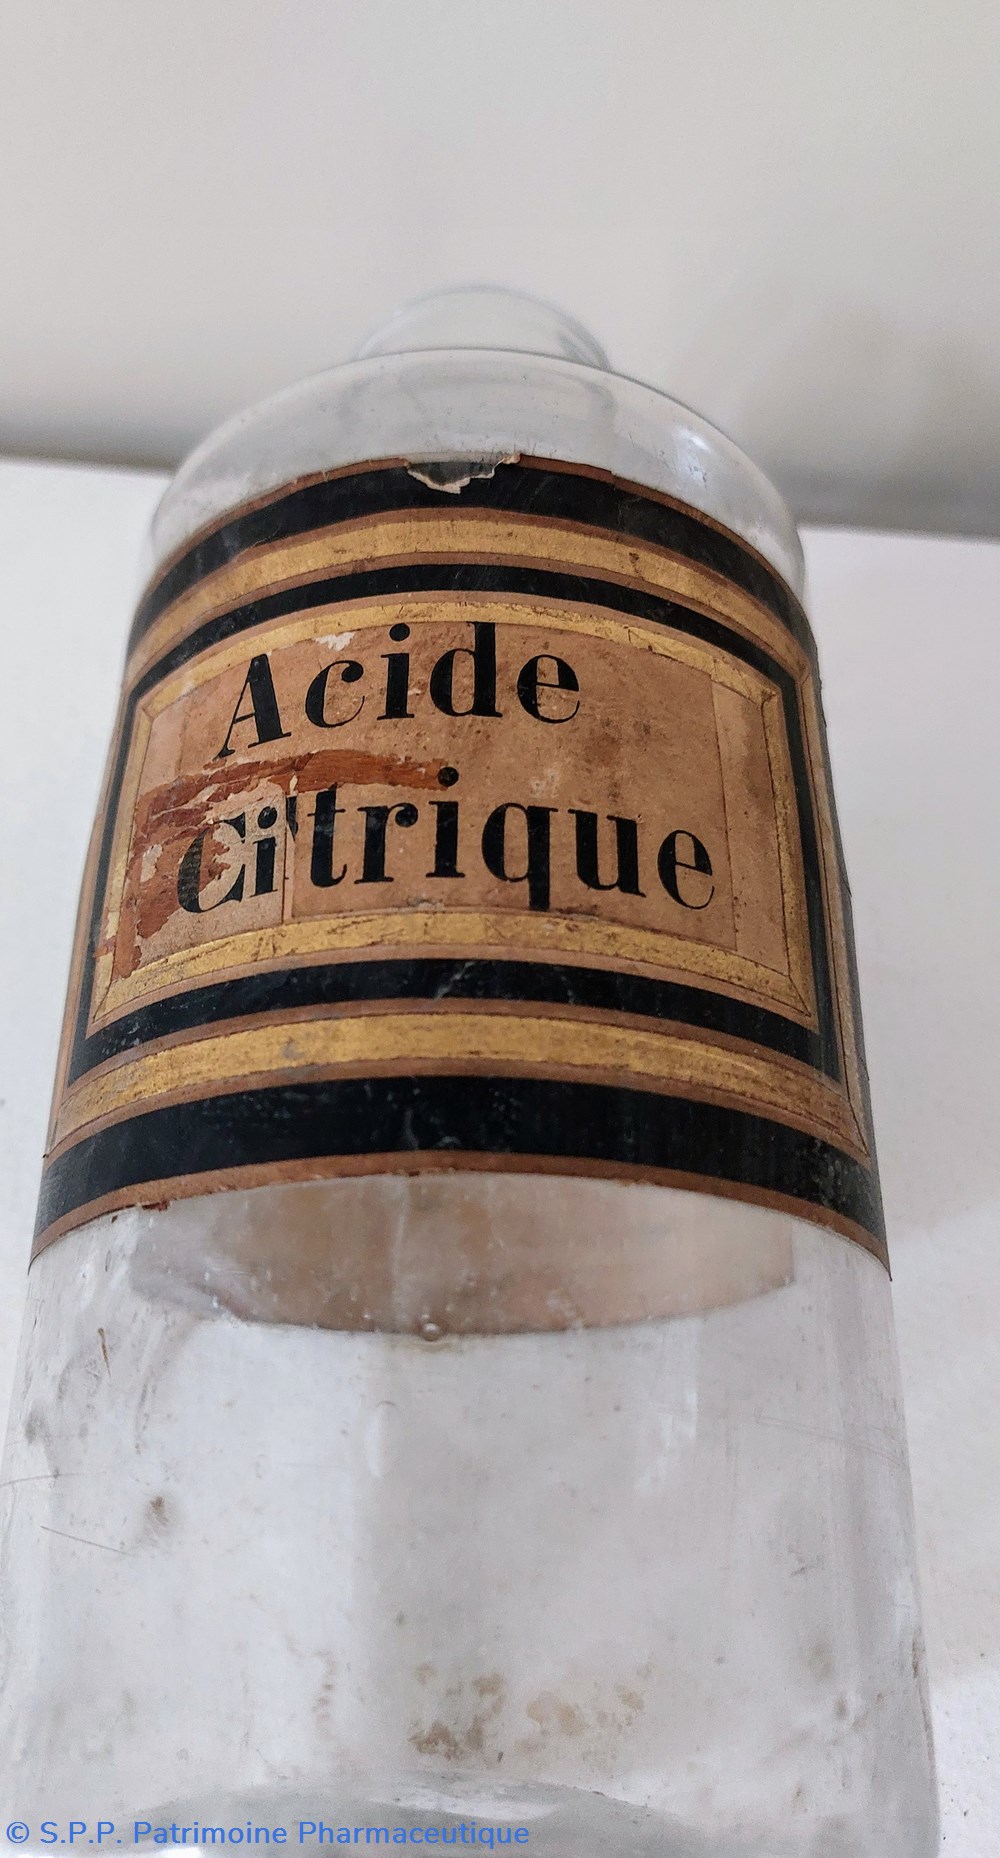 Acide
Citrique
© S.P.P. Patrimoine Pharmaceutique